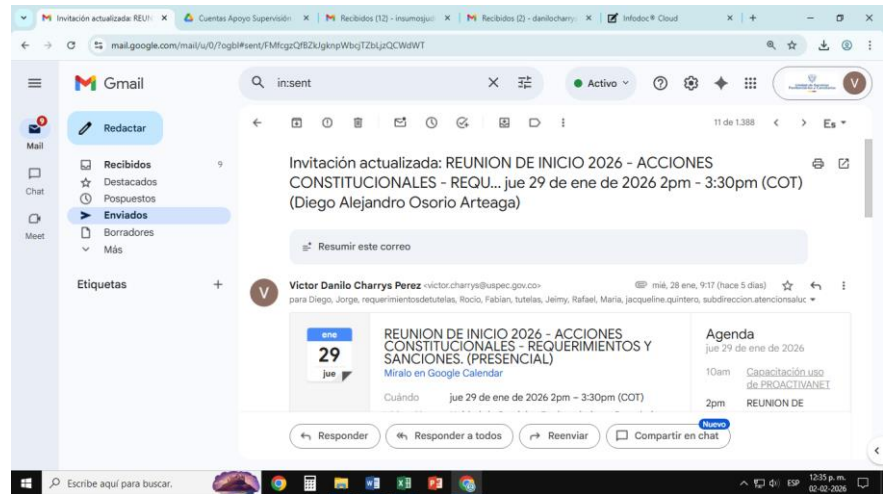 Invitación actualizada: REUN
Cuentas Apoyo Supervisión
Recibidos (12) - insumosjudi
Recibidos (2) - danilocharry
Infodoc® Cloud
mail.google.com/mail/u/0/?ogbl#sent/FMfcgzQfBZkJgknpWbcjTZbLjzQCWdWT
Gmail
in:sent
Activo
V
Redactar
11 de 1.388
Es
Mail
Chat
Meet
Recibidos 9
Destacados
Pospuestos
Enviados
Borradores
Más
Etiquetas
Invitación actualizada: REUNION DE INICIO 2026 - ACCIONES
CONSTITUCIONALES - REQU... jue 29 de ene de 2026 2pm - 3:30pm (COT)
(Diego Alejandro Osorio Arteaga)
Resumir este correo
V
Victor Danilo Charrys Perez <victor.charrys@uspec.gov.co>
mié, 28 ene, 9:17 (hace 5 días)
para Diego, Jorge, requerimientosdetutelas, Rocio, Fabian, tutelas, Jeimy, Rafael, Maria, jacqueline.quintero, subdireccion.atencionsaluc
ene
29
jue
REUNION DE INICIO 2026 - ACCIONES
CONSTITUCIONALES - REQUERIMIENTOS Y
SANCIONES. (PRESENCIAL)
Míralo en Google Calendar
Cuándo jue 29 de ene de 2026 2pm – 3:30pm (COT)
Agenda
jue 29 de ene de 2026
10am Capacitación uso
de PROACTIVANET
2pm REUNION DE
Responder
Responder a todos
Reenviar
Compartir en chat
Nuevo
Escribe aquí para buscar.
ESP
12:35 p. m.
02-02-2026